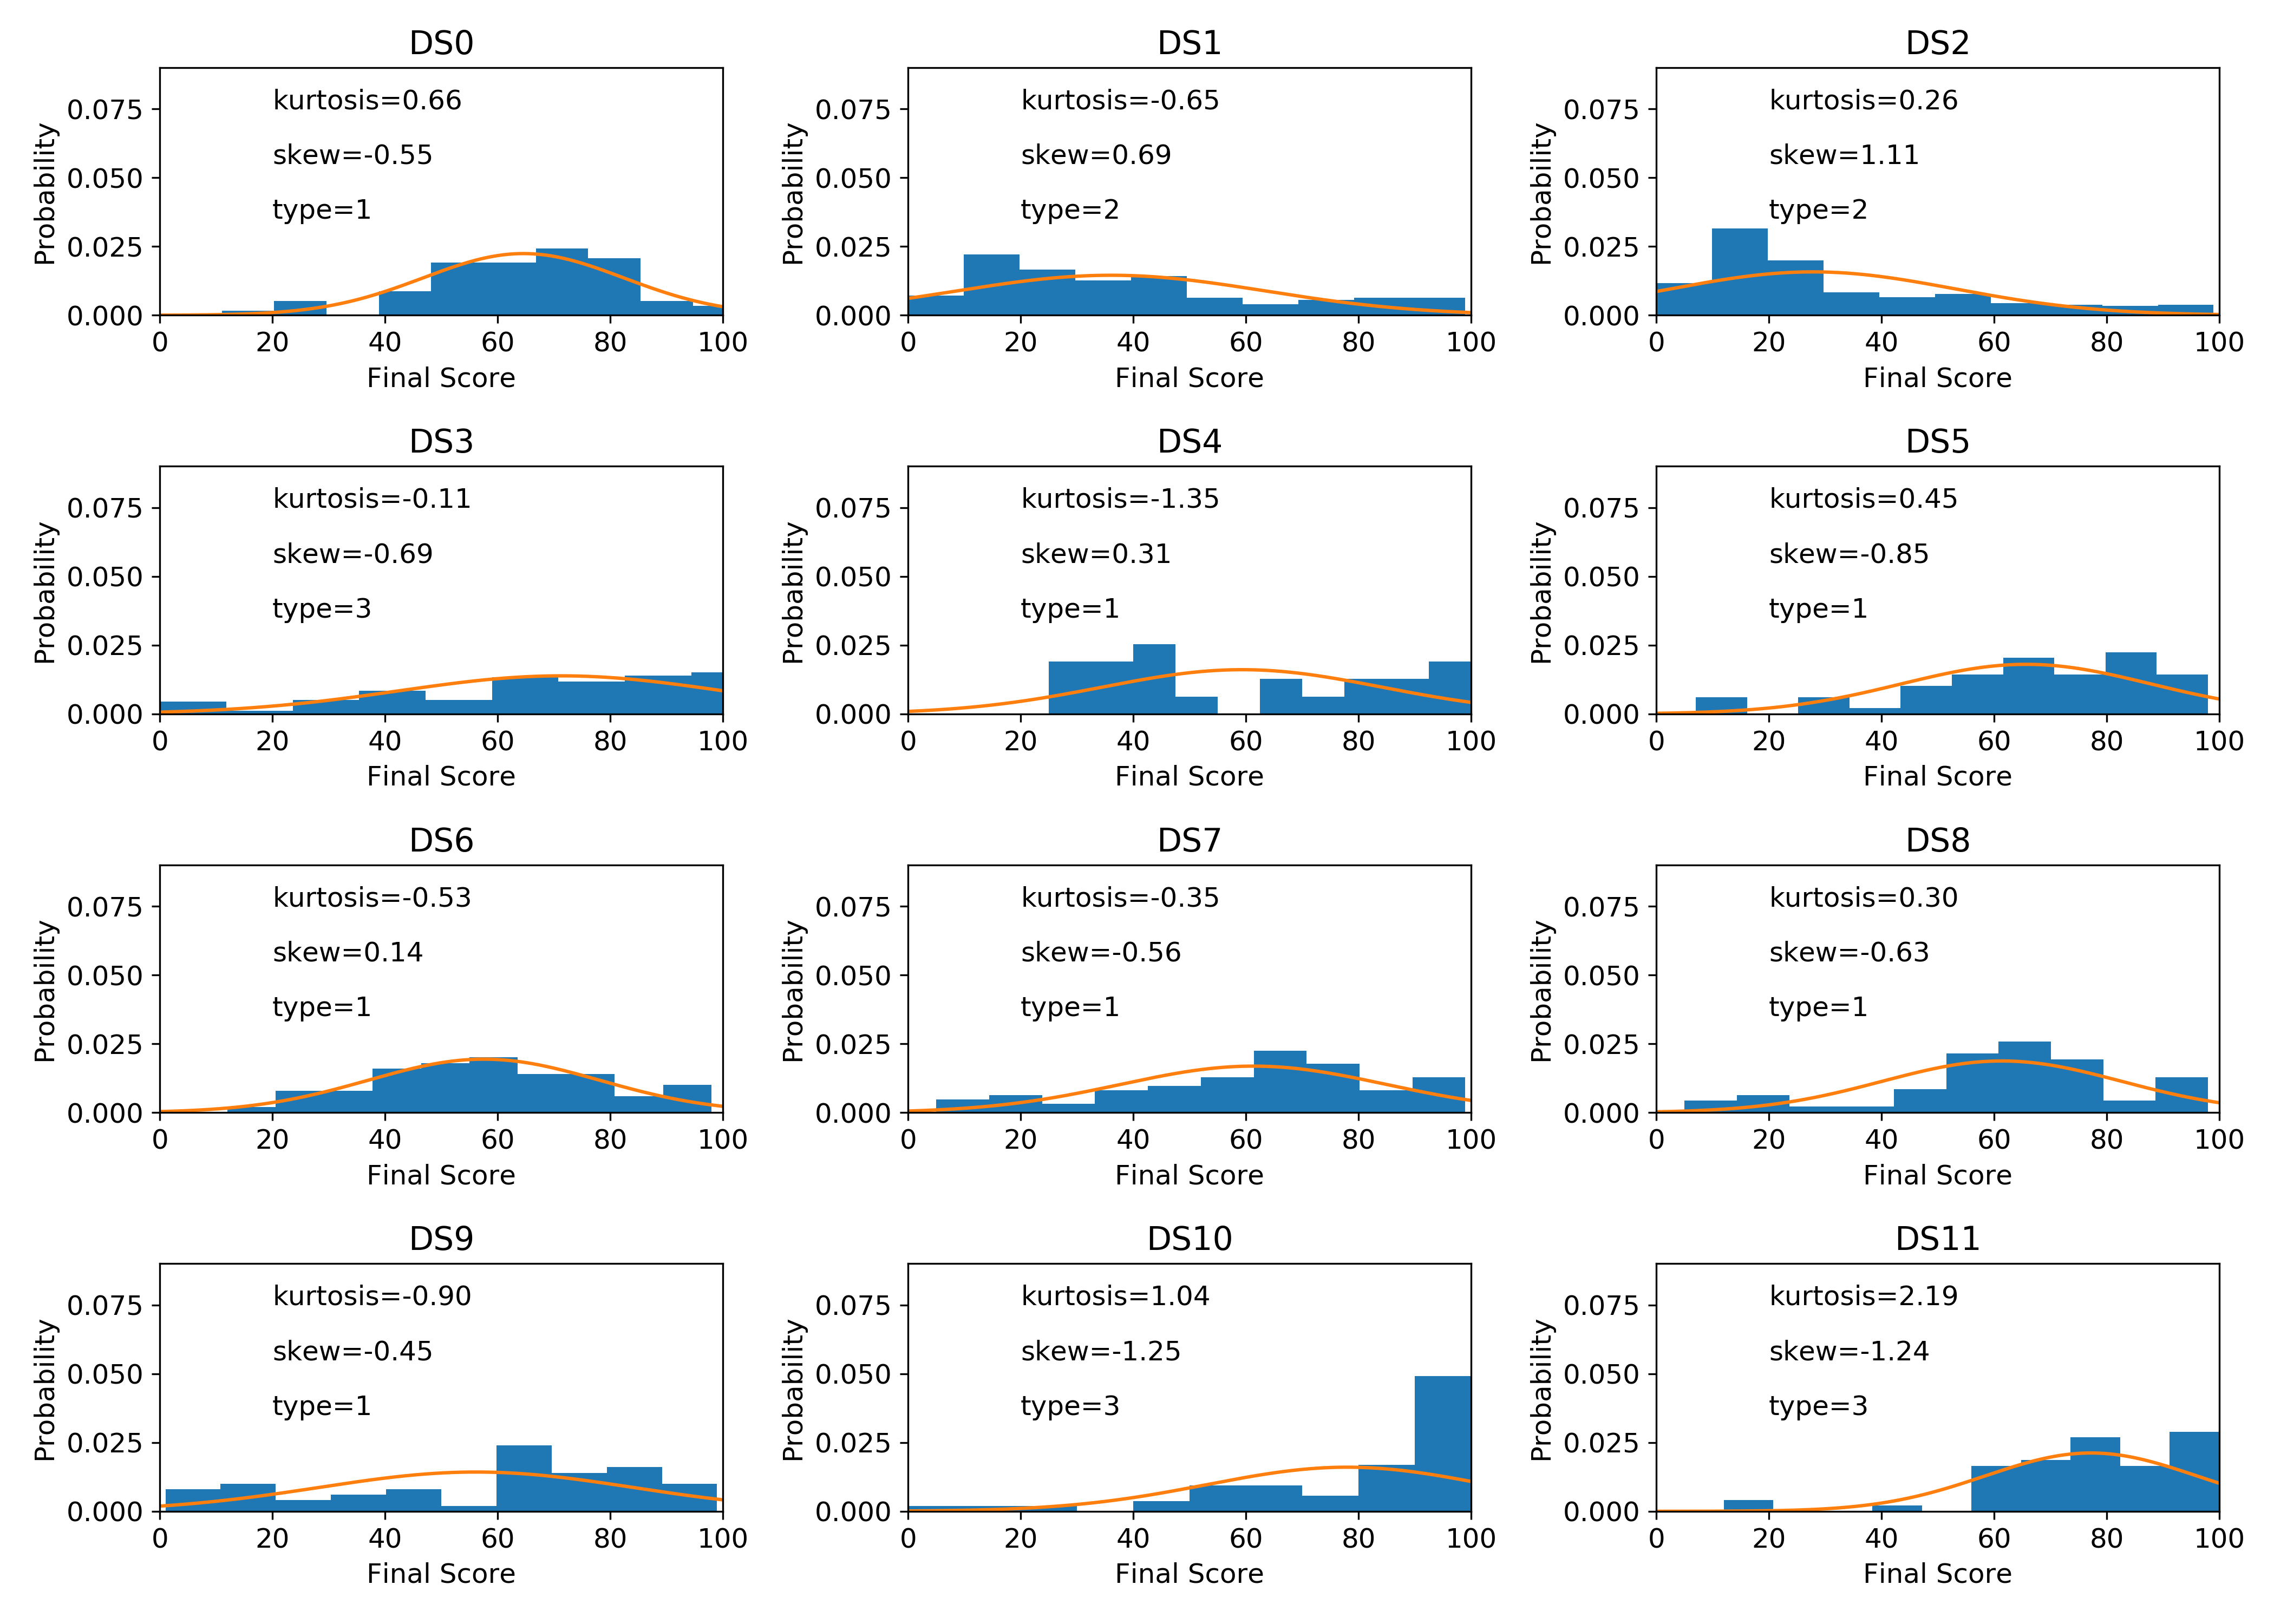 DS0
kurtosis=0.66
skew=-0.55
type=1
0.075
0.050
0.025
0.000
Probability
0 20 40 60 80 100
Final Score
DS1
kurtosis=-0.65
skew=0.69
type=2
0.075
0.050
0.025
0.000
Probability
0 20 40 60 80 100
Final Score
DS2
kurtosis=0.26
skew=1.11
type=2
0.075
0.050
0.025
0.000
Probability
0 20 40 60 80 100
Final Score
DS3
kurtosis=-0.11
skew=-0.69
type=3
0.075
0.050
0.025
0.000
Probability
0 20 40 60 80 100
Final Score
DS4
kurtosis=-1.35
skew=0.31
type=1
0.075
0.050
0.025
0.000
Probability
0 20 40 60 80 100
Final Score
DS5
kurtosis=0.45
skew=-0.85
type=1
0.075
0.050
0.025
0.000
Probability
0 20 40 60 80 100
Final Score
DS6
kurtosis=-0.53
skew=0.14
type=1
0.075
0.050
0.025
0.000
Probability
0 20 40 60 80 100
Final Score
DS7
kurtosis=-0.35
skew=-0.56
type=1
0.075
0.050
0.025
0.000
Probability
0 20 40 60 80 100
Final Score
DS8
kurtosis=0.30
skew=-0.63
type=1
0.075
0.050
0.025
0.000
Probability
0 20 40 60 80 100
Final Score
DS9
kurtosis=-0.90
skew=-0.45
type=1
0.075
0.050
0.025
0.000
Probability
0 20 40 60 80 100
Final Score
DS10
kurtosis=1.04
skew=-1.25
type=3
0.075
0.050
0.025
0.000
Probability
0 20 40 60 80 100
Final Score
DS11
kurtosis=2.19
skew=-1.24
type=3
0.075
0.050
0.025
0.000
Probability
0 20 40 60 80 100
Final Score